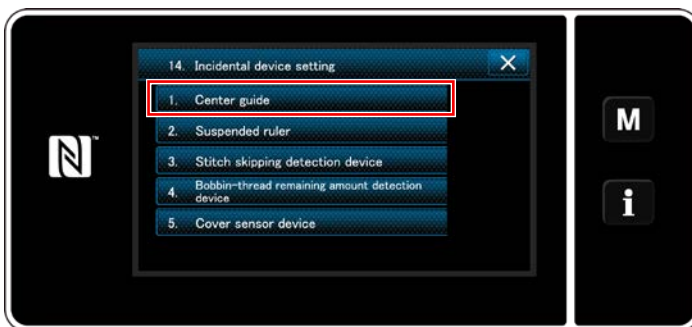 14. Incidental device setting
1. Center guide
2. Suspended ruler
3. Stitch skipping detection device
4. Bobbin-thread remaining amount detection
device
5. Cover sensor device
M
i